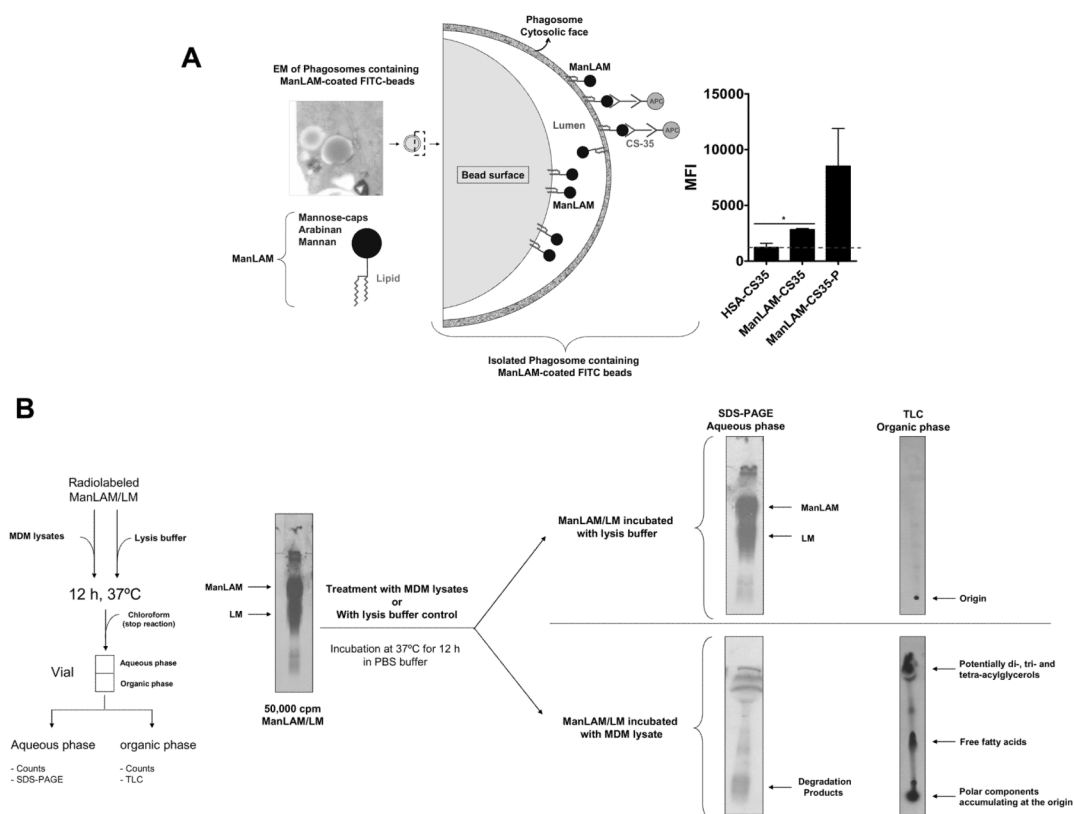 A
EM of Phagosomes containing
ManLAM-coated FITC-beads
Mannose-caps
Arabinan
Mannan
ManLAM
Lipid
Phagosome
Cytosolic face
ManLAM
APC
Lumen
APC
CS-35
Bead surface
ManLAM
Isolated Phagosome containing
ManLAM-coated FITC beads
MFI
15000
10000
5000
0
*
HSA-CS35
ManLAM-CS35
ManLAM-CS35-P
B
Radiolabeled
ManLAM/LM
MDM lysates
Lysis buffer
12 h, 37ºC
Chloroform
(stop reaction)
Vial
Aqueous phase
Organic phase
Aqueous phase
- Counts
- SDS-PAGE
organic phase
- Counts
- TLC
ManLAM
LM
50,000 cpm
ManLAM/LM
Treatment with MDM lysates
or
With lysis buffer control
Incubation at 37ºC for 12 h
in PBS buffer
ManLAM/LM incubated
with lysis buffer
SDS-PAGE
Aqueous phase
ManLAM
LM
TLC
Organic phase
Origin
ManLAM/LM incubated
with MDM lysate
Degradation
Products
Potentially di-, tri- and
tetra-acylglycerols
Free fatty acids
Polar components
accumulating at the origin